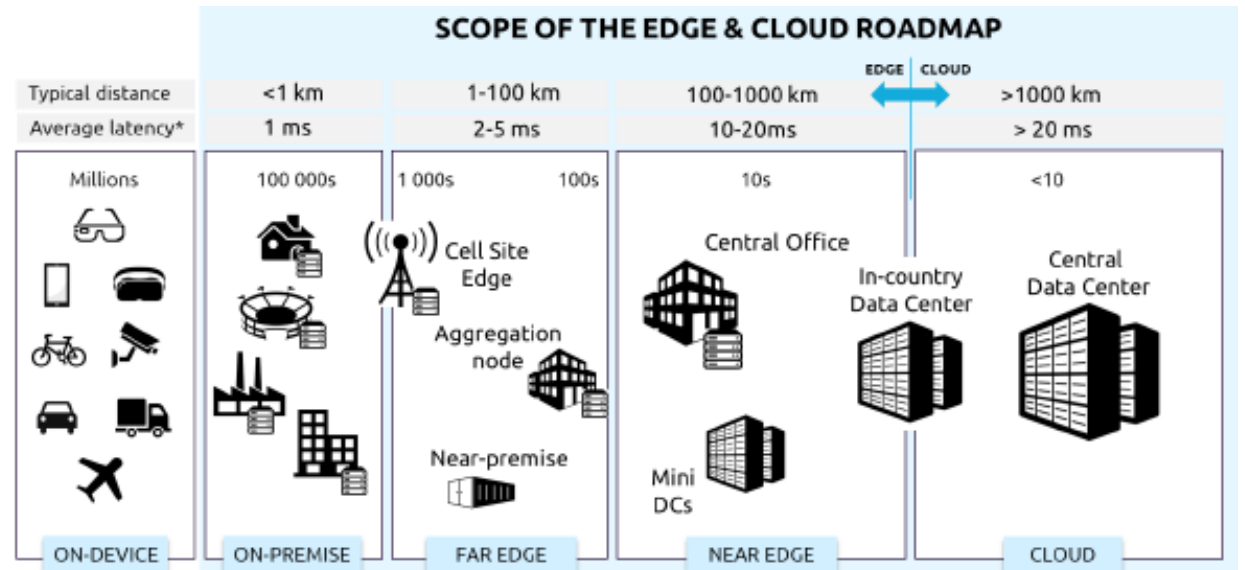 SCOPE OF THE EDGE & CLOUD ROADMAP
EDGE CLOUD
Typical distance <1 km 1-100 km 100-1000 km >1000 km
Average latency* 1 ms 2-5 ms 10-20ms > 20 ms
Millions 100 000s 1 000s 100s 10s <10
Cell Site
Edge
Aggregation
node
Near-premise
Central Office
Mini
DCs
In-country
Data Center
Central
Data Center
ON-DEVICE ON-PREMISE FAR EDGE NEAR EDGE CLOUD